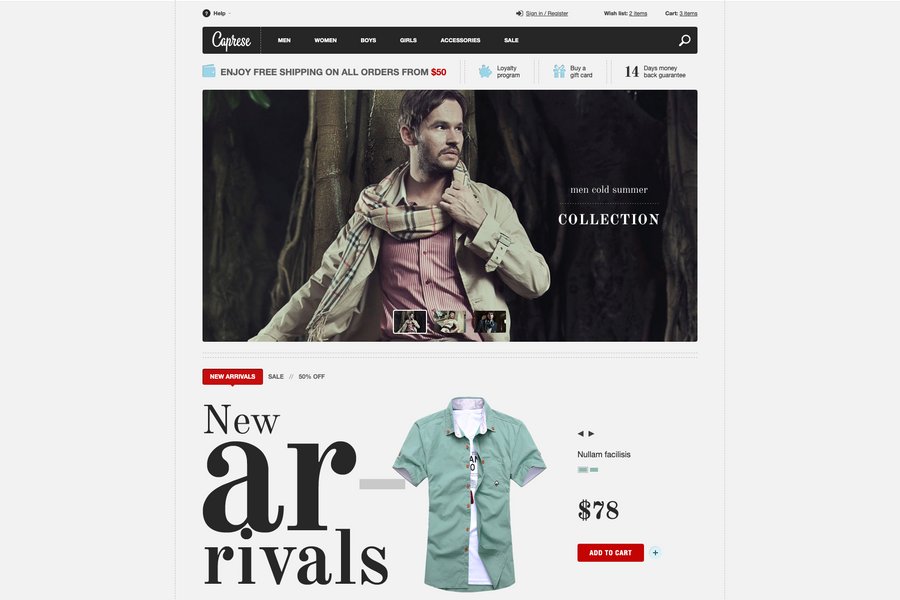 ? Help
Sign in / Register
Wish list: 2 items
Cart: 3 items
Caprese
MEN
WOMEN
BOYS
GIRLS
ACCESSORIES
SALE
ENJOY FREE SHIPPING ON ALL ORDERS FROM $50
Loyalty
program
Buy a
gift card
14
Days money
back guarantee
men cold summer
COLLECTION
NEW ARRIVALS
SALE // 50% OFF
New
ar-
rivals
Nullam facilisis
$78
ADD TO CART +